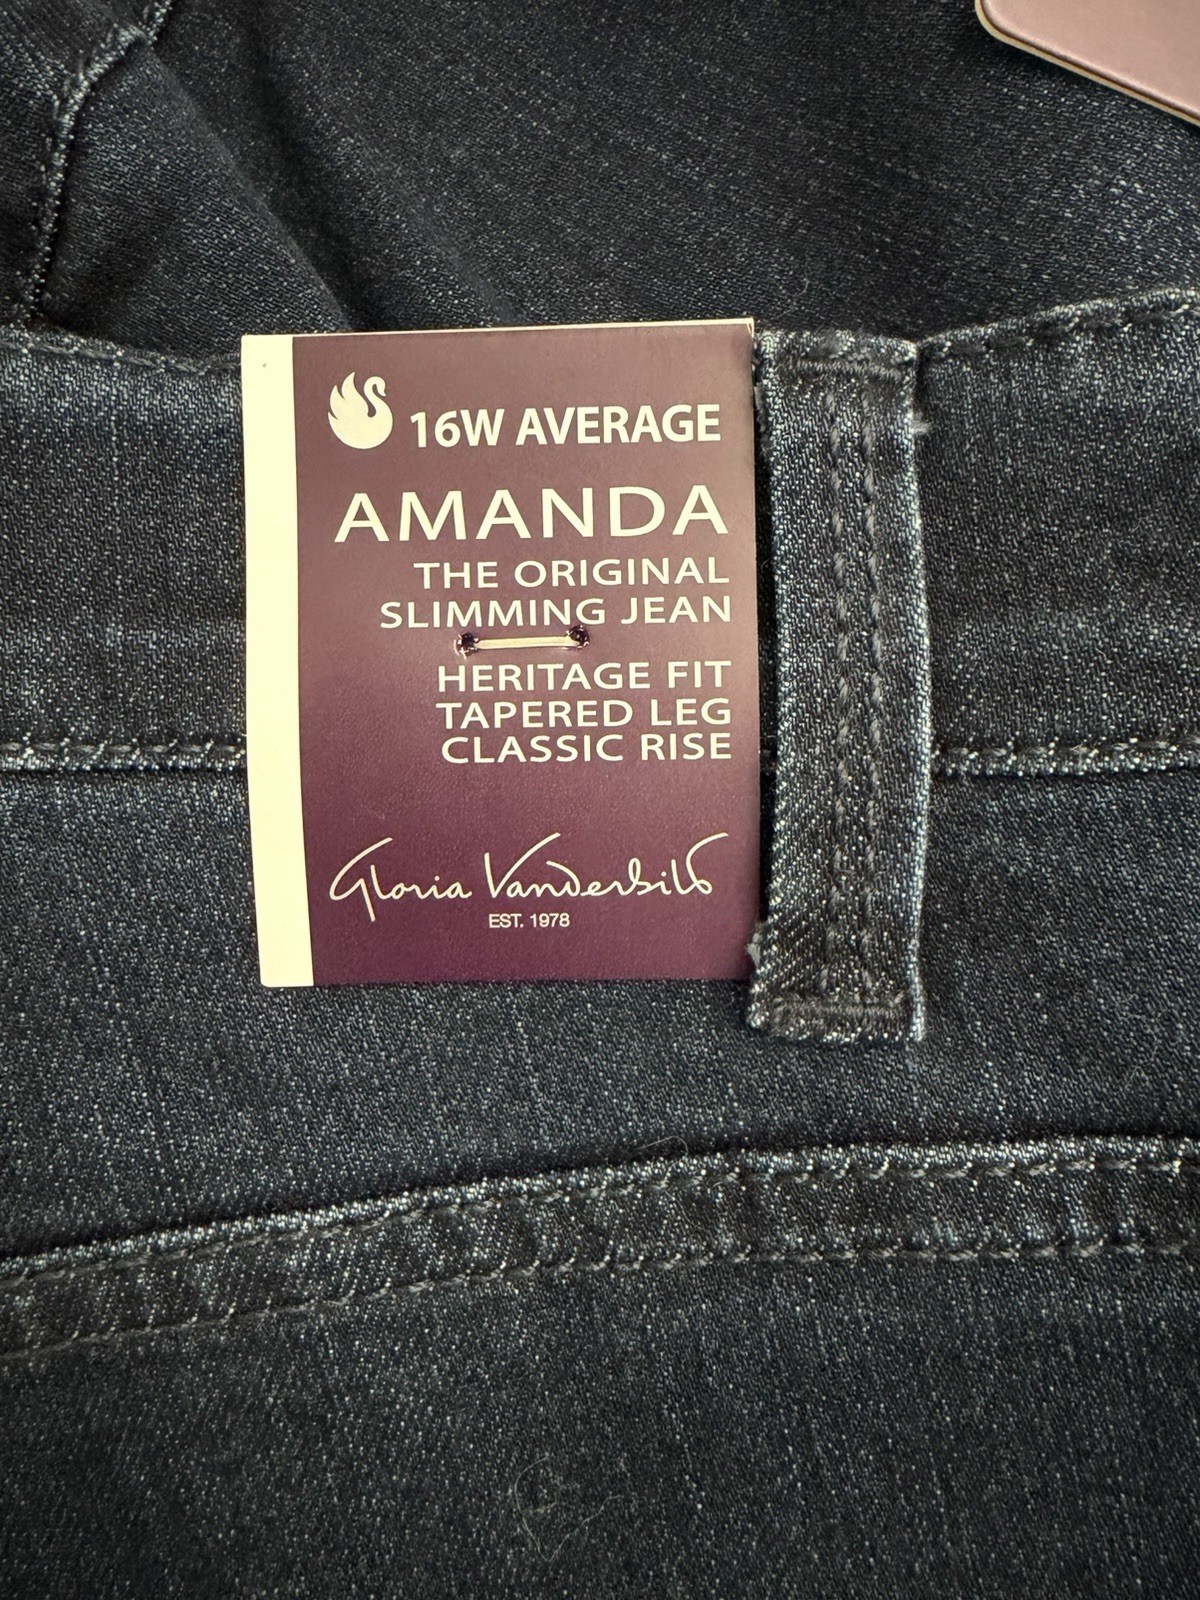 16W AVERAGE
AMANDA
THE ORIGINAL
SLIMMING JEAN
HERITAGE FIT
TAPERED LEG
CLASSIC RISE
Gloria Vanderbilt
EST. 1978